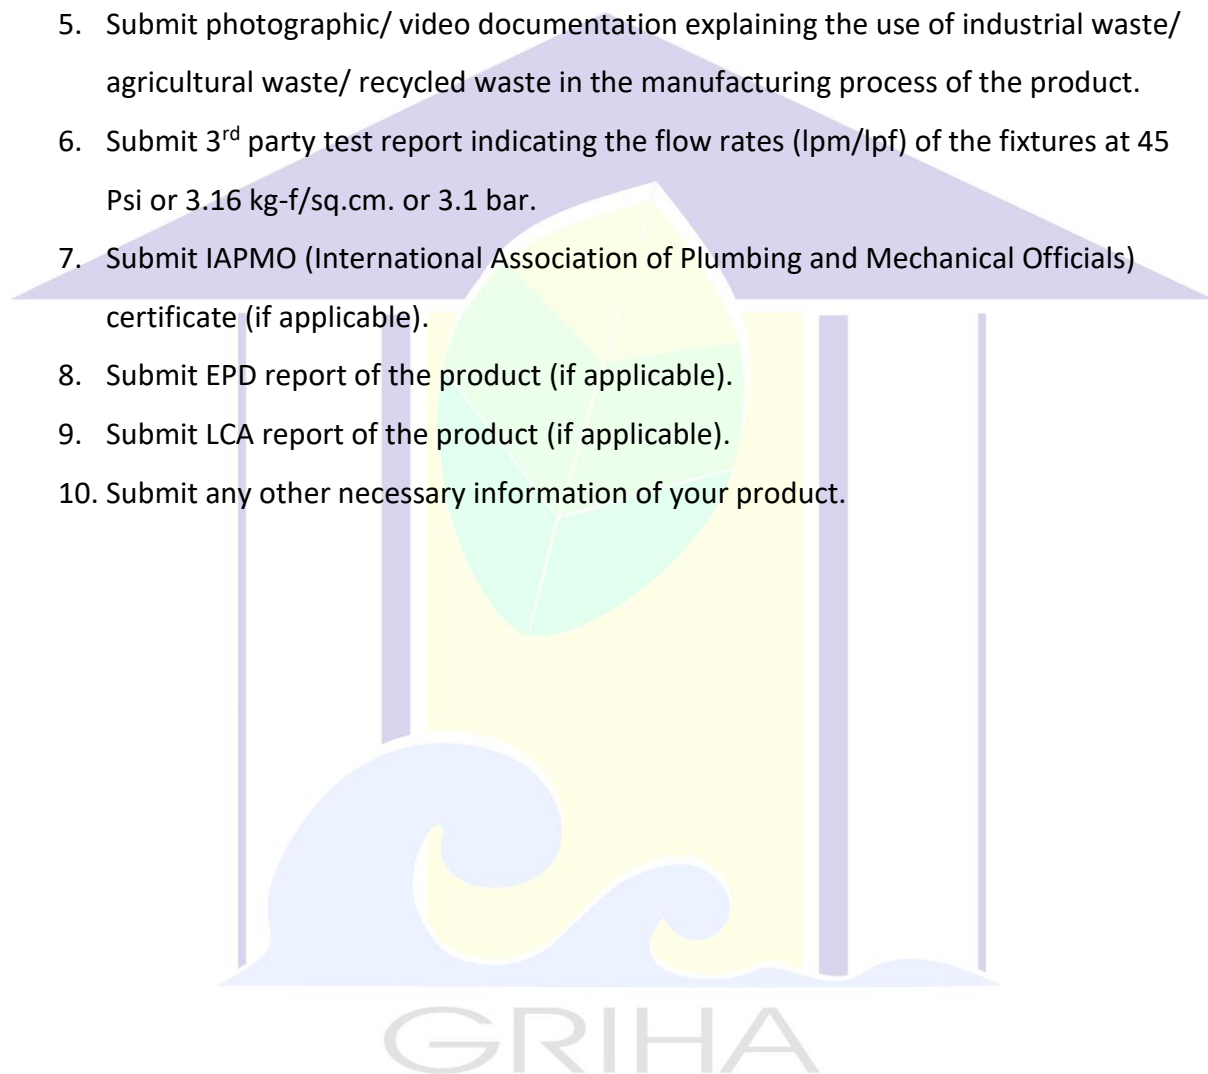 5. Submit photographic/ video documentation explaining the use of industrial waste/
agricultural waste/ recycled waste in the manufacturing process of the product.
6. Submit 3rd party test report indicating the flow rates (lpm/lpf) of the fixtures at 45
Psi or 3.16 kg-f/sq.cm. or 3.1 bar.
7. Submit IAPMO (International Association of Plumbing and Mechanical Officials)
certificate (if applicable).
8. Submit EPD report of the product (if applicable).
9. Submit LCA report of the product (if applicable).
10. Submit any other necessary information of your product.
GRIHA